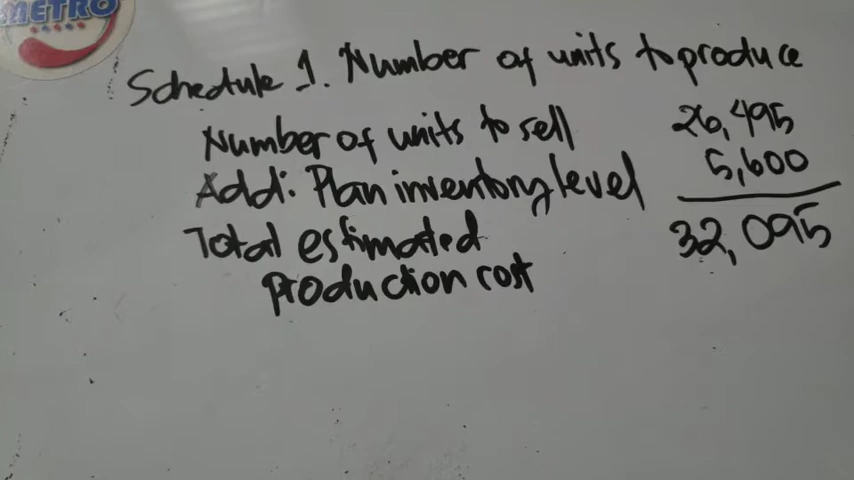 METRO
Schedule 1. Number of units to produce
Number of units to sell 26,495
Add: Plan inventory level 5,600
Total estimated 32,095
production cost